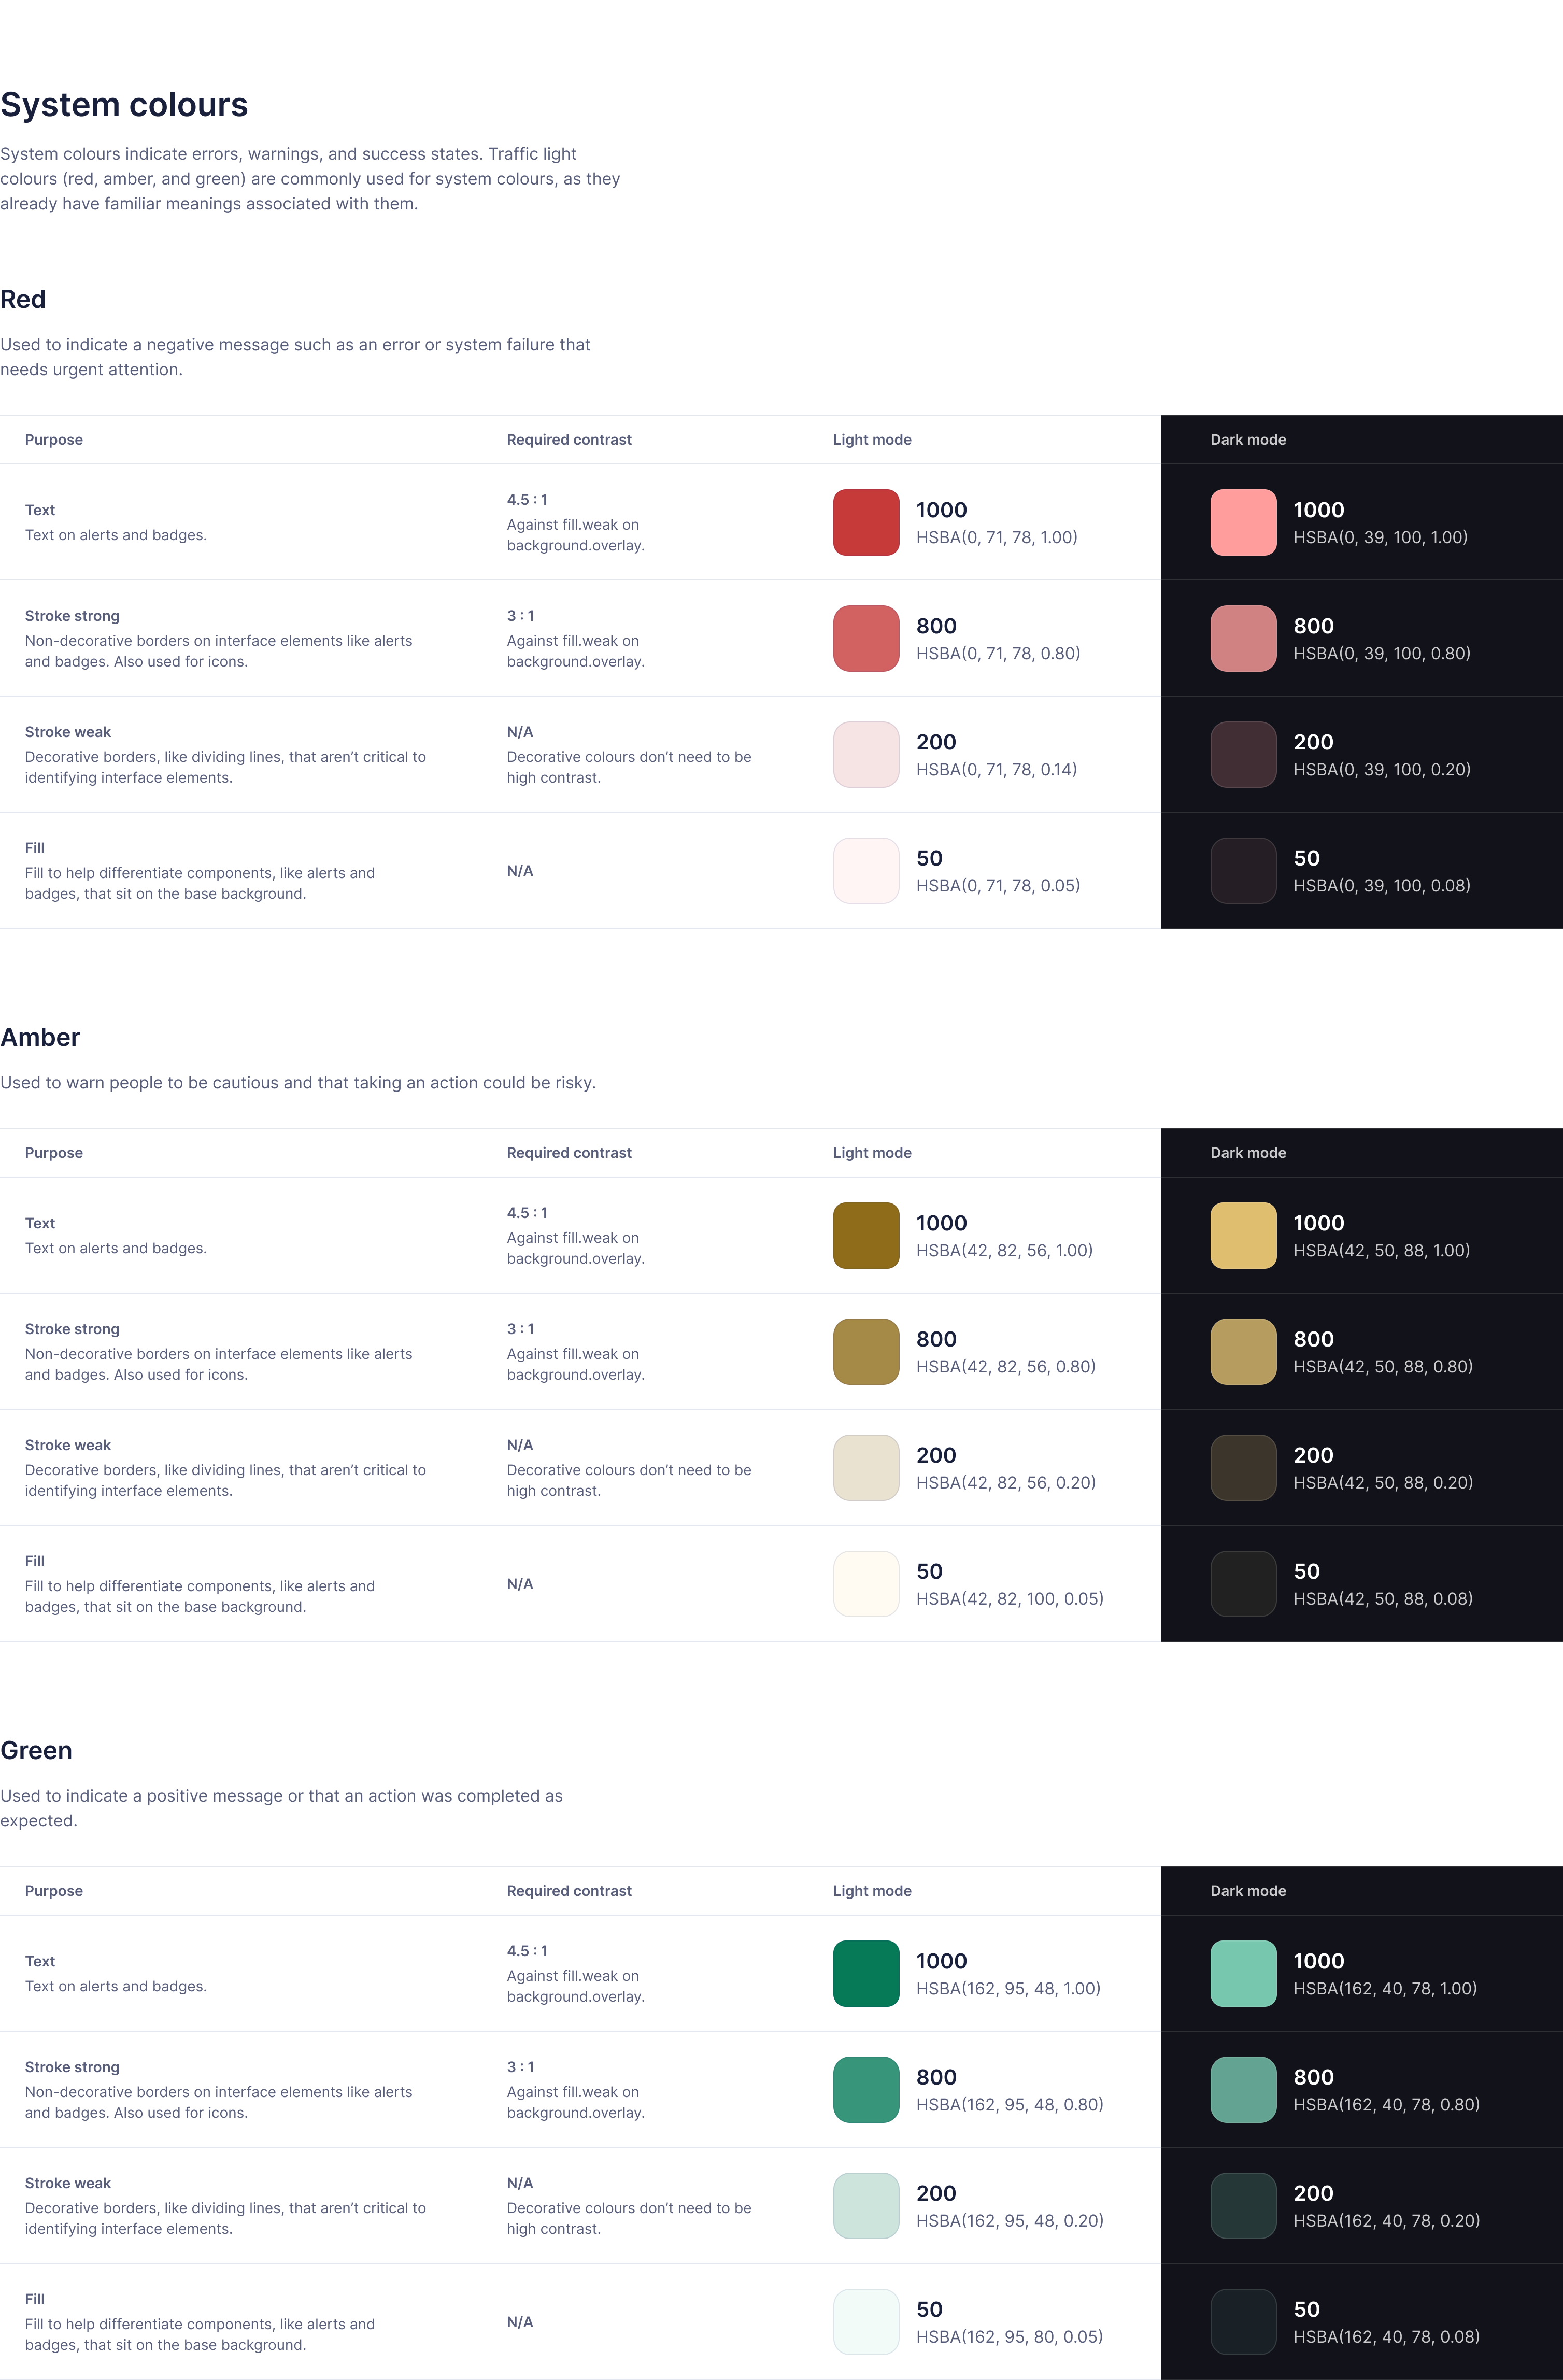 System colours
System colours indicate errors, warnings, and success states. Traffic light
colours (red, amber, and green) are commonly used for system colours, as they
already have familiar meanings associated with them.
Red
Used to indicate a negative message such as an error or system failure that
needs urgent attention.
Purpose
Required contrast
Light mode
Dark mode
Text
Text on alerts and badges.
4.5 : 1
Against fill.weak on
background.overlay.
1000
HSBA(0, 71, 78, 1.00)
1000
HSBA(0, 39, 100, 1.00)
Stroke strong
Non-decorative borders on interface elements like alerts
and badges. Also used for icons.
3 : 1
Against fill.weak on
background.overlay.
800
HSBA(0, 71, 78, 0.80)
800
HSBA(0, 39, 100, 0.80)
Stroke weak
Decorative borders, like dividing lines, that aren’t critical to
identifying interface elements.
N/A
Decorative colours don’t need to be
high contrast.
200
HSBA(0, 71, 78, 0.14)
200
HSBA(0, 39, 100, 0.20)
Fill
Fill to help differentiate components, like alerts and
badges, that sit on the base background.
N/A
50
HSBA(0, 71, 78, 0.05)
50
HSBA(0, 39, 100, 0.08)
Amber
Used to warn people to be cautious and that taking an action could be risky.
Purpose
Required contrast
Light mode
Dark mode
Text
Text on alerts and badges.
4.5 : 1
Against fill.weak on
background.overlay.
1000
HSBA(42, 82, 56, 1.00)
1000
HSBA(42, 50, 88, 1.00)
Stroke strong
Non-decorative borders on interface elements like alerts
and badges. Also used for icons.
3 : 1
Against fill.weak on
background.overlay.
800
HSBA(42, 82, 56, 0.80)
800
HSBA(42, 50, 88, 0.80)
Stroke weak
Decorative borders, like dividing lines, that aren’t critical to
identifying interface elements.
N/A
Decorative colours don’t need to be
high contrast.
200
HSBA(42, 82, 56, 0.20)
200
HSBA(42, 50, 88, 0.20)
Fill
Fill to help differentiate components, like alerts and
badges, that sit on the base background.
N/A
50
HSBA(42, 82, 100, 0.05)
50
HSBA(42, 50, 88, 0.08)
Green
Used to indicate a positive message or that an action was completed as
expected.
Purpose
Required contrast
Light mode
Dark mode
Text
Text on alerts and badges.
4.5 : 1
Against fill.weak on
background.overlay.
1000
HSBA(162, 95, 48, 1.00)
1000
HSBA(162, 40, 78, 1.00)
Stroke strong
Non-decorative borders on interface elements like alerts
and badges. Also used for icons.
3 : 1
Against fill.weak on
background.overlay.
800
HSBA(162, 95, 48, 0.80)
800
HSBA(162, 40, 78, 0.80)
Stroke weak
Decorative borders, like dividing lines, that aren’t critical to
identifying interface elements.
N/A
Decorative colours don’t need to be
high contrast.
200
HSBA(162, 95, 48, 0.20)
200
HSBA(162, 40, 78, 0.20)
Fill
Fill to help differentiate components, like alerts and
badges, that sit on the base background.
N/A
50
HSBA(162, 95, 80, 0.05)
50
HSBA(162, 40, 78, 0.08)